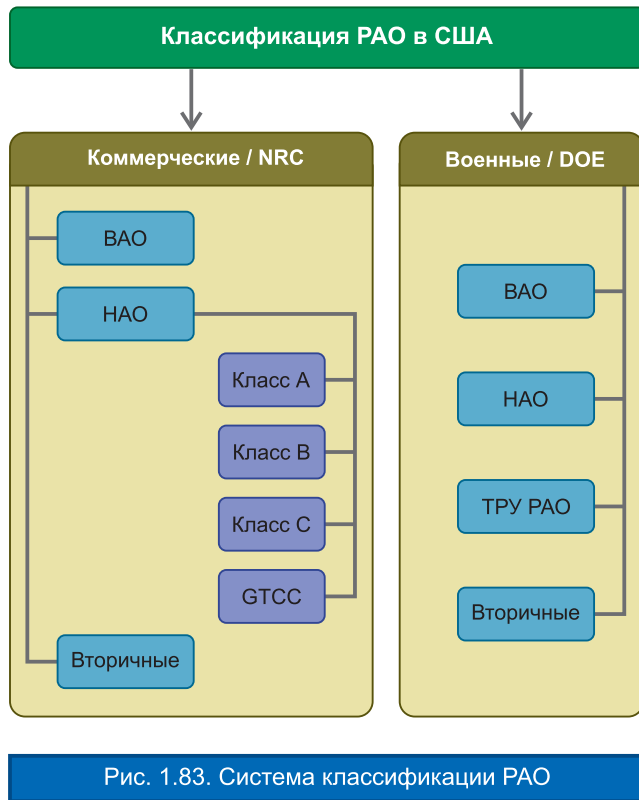 Классификация РАО в США
Коммерческие / NRC
ВАО
НАО
Класс A
Класс B
Класс C
GTCC
Вторичные
Военные / DOE
ВАО
НАО
ТРУ РАО
Вторичные
Рис. 1.83. Система классификации РАО